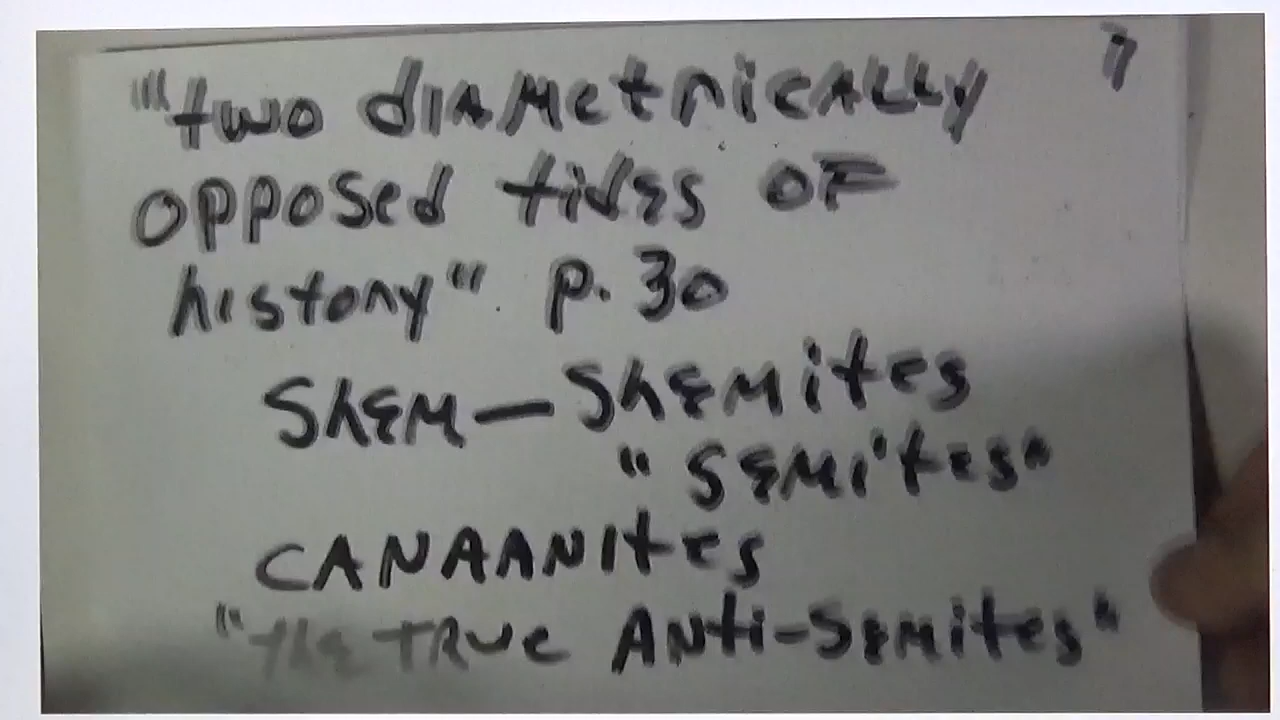 "two diametrically 7
opposed tides of
history" p. 30
Shem — Shemites
"Semites"
CANAANites
"the TRUE Anti-Semites"